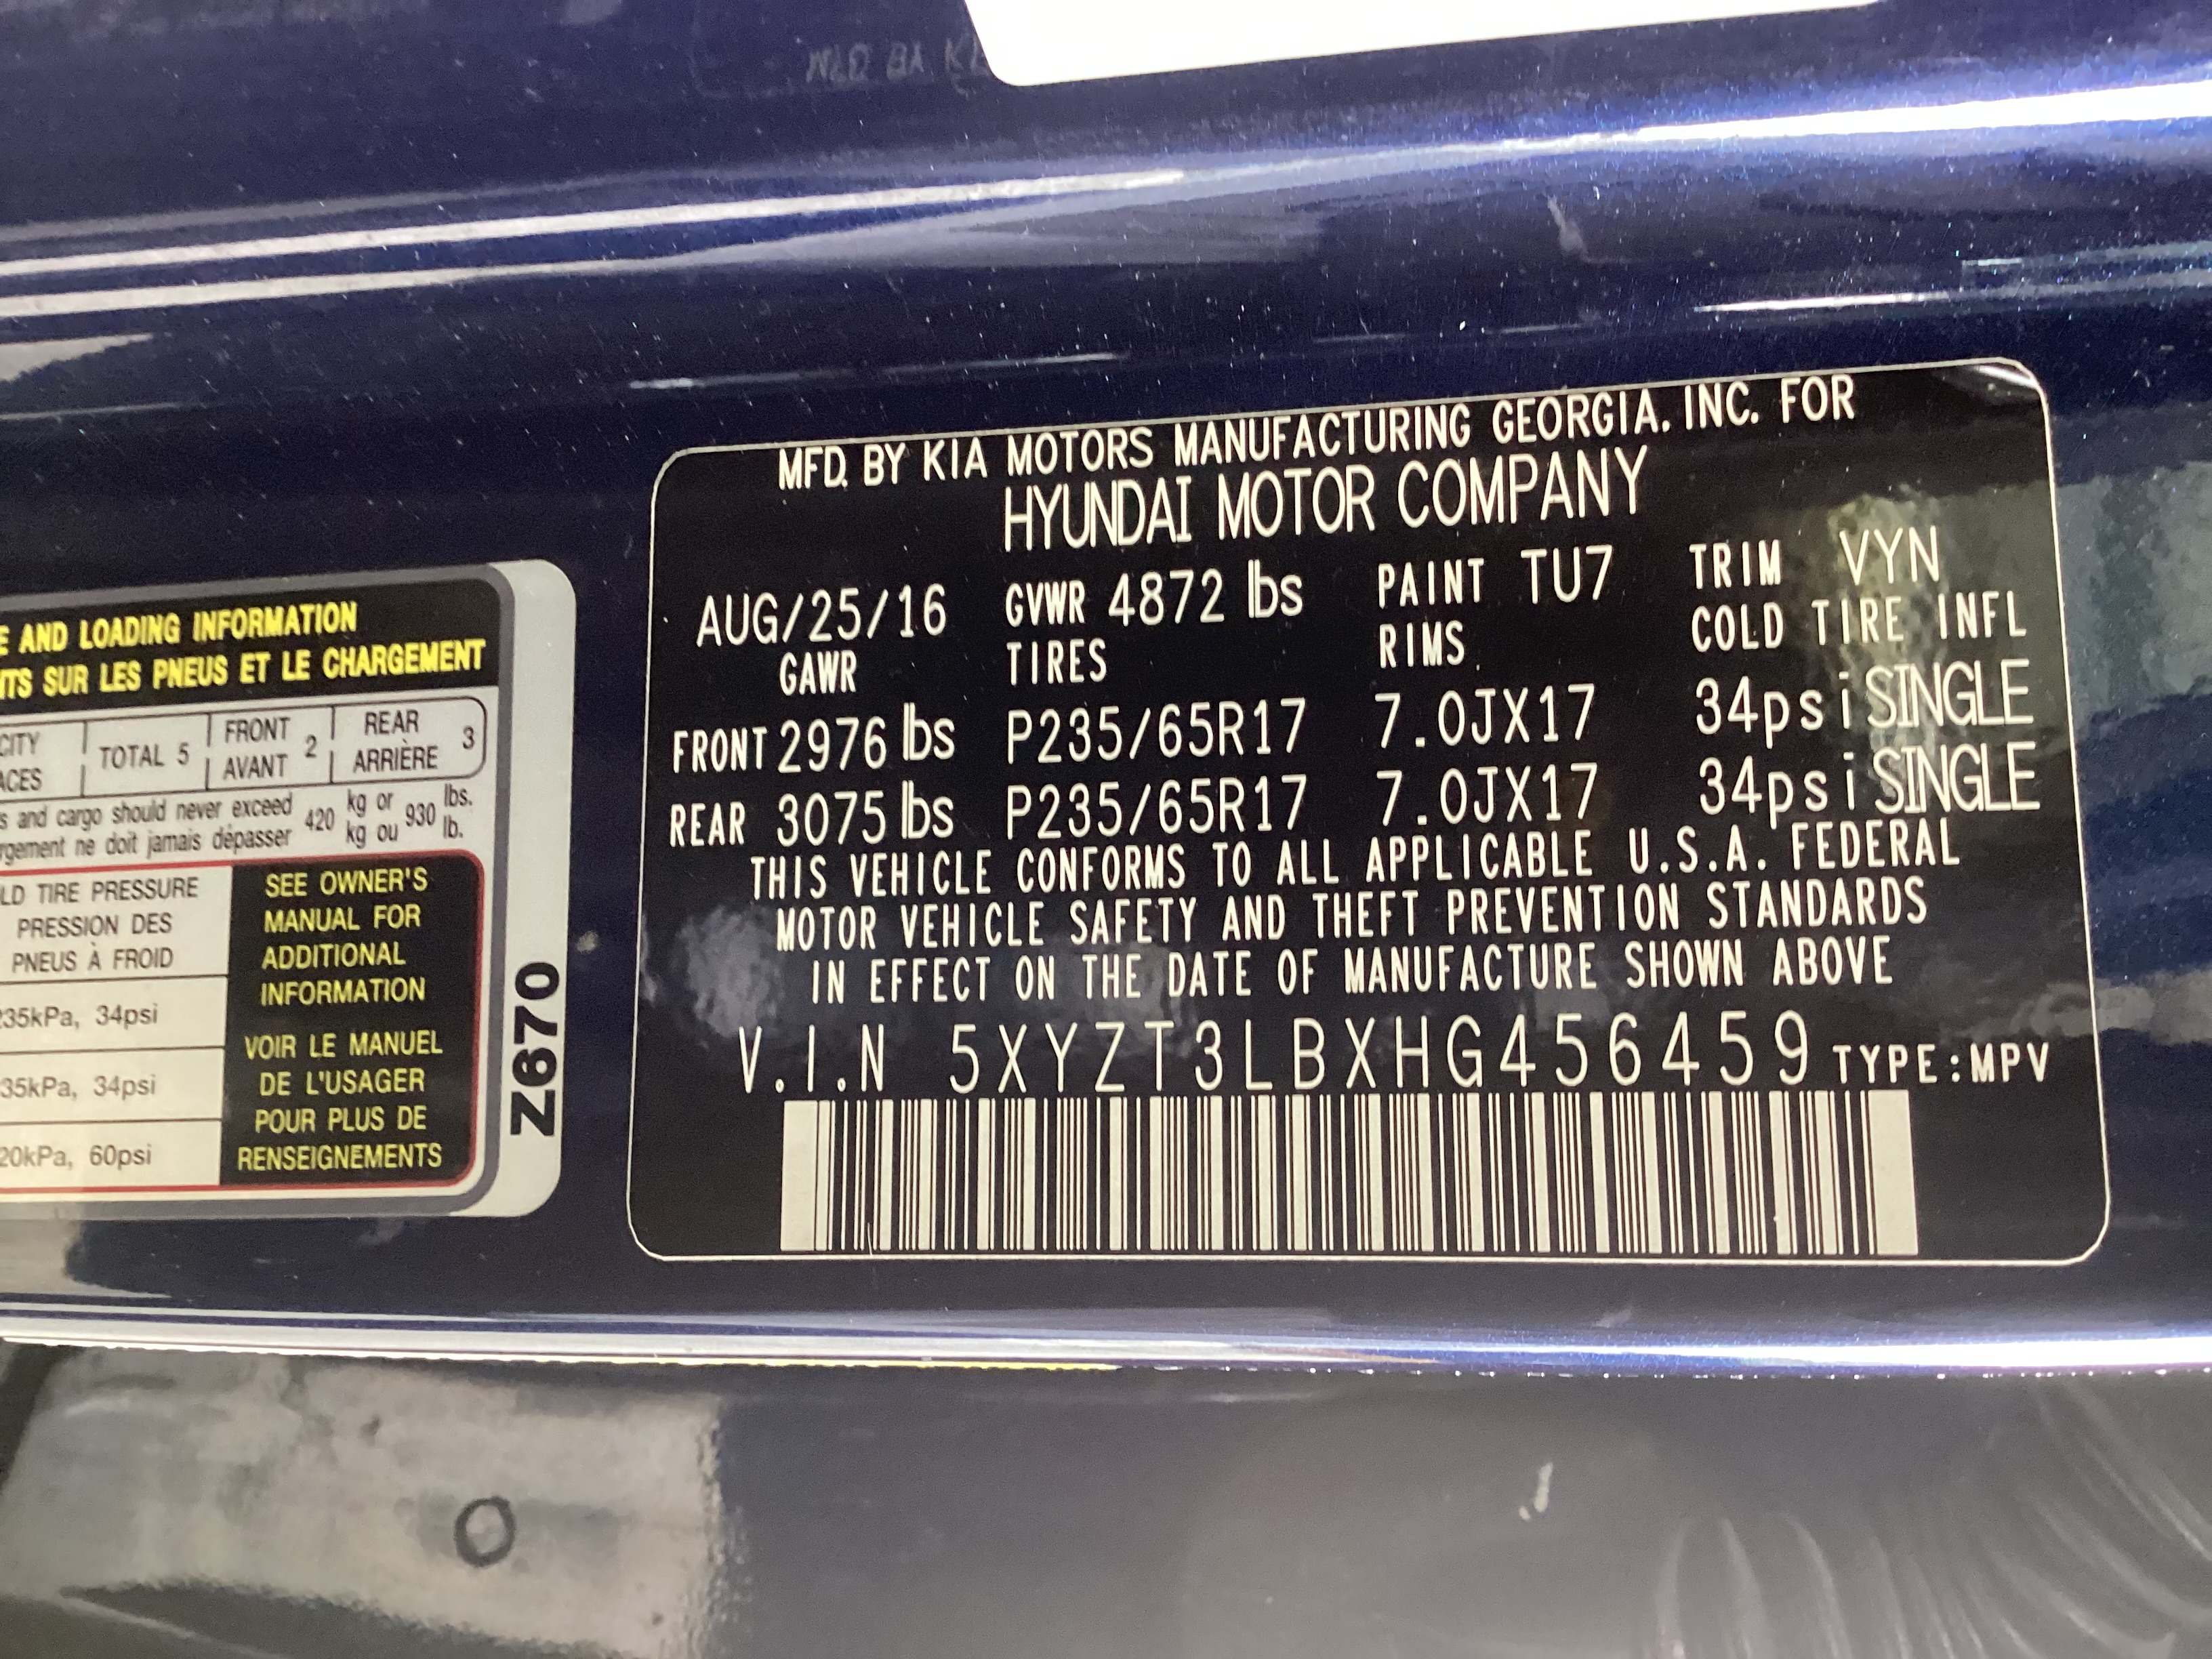 E AND LOADING INFORMATION
NTS SUR LES PNEUS ET LE CHARGEMENT
CITY
ACES
TOTAL 5
FRONT
AVANT
2
REAR
ARRIÈRE
3
s and cargo should never exceed 420 kg or 930 lbs.
rgement ne doit jamais dépasser kg ou lb.
LD TIRE PRESSURE
PRESSION DES
PNEUS À FROID
235kPa, 34psi
35kPa, 34psi
20kPa, 60psi
SEE OWNER'S
MANUAL FOR
ADDITIONAL
INFORMATION
VOIR LE MANUEL
DE L'USAGER
POUR PLUS DE
RENSEIGNEMENTS
Z670
MFD. BY KIA MOTORS MANUFACTURING GEORGIA. INC. FOR
HYUNDAI MOTOR COMPANY
AUG/25/16 GVWR 4872 lbs PAINT TU7 TRIM VYN
GAWR TIRES RIMS COLD TIRE INFL
FRONT 2976 lbs P235/65R17 7.0JX17 34psi SINGLE
REAR 3075 lbs P235/65R17 7.0JX17 34psi SINGLE
THIS VEHICLE CONFORMS TO ALL APPLICABLE U.S.A. FEDERAL
MOTOR VEHICLE SAFETY AND THEFT PREVENTION STANDARDS
IN EFFECT ON THE DATE OF MANUFACTURE SHOWN ABOVE
V.I.N 5XYZT3LBXHG456459 TYPE:MPV